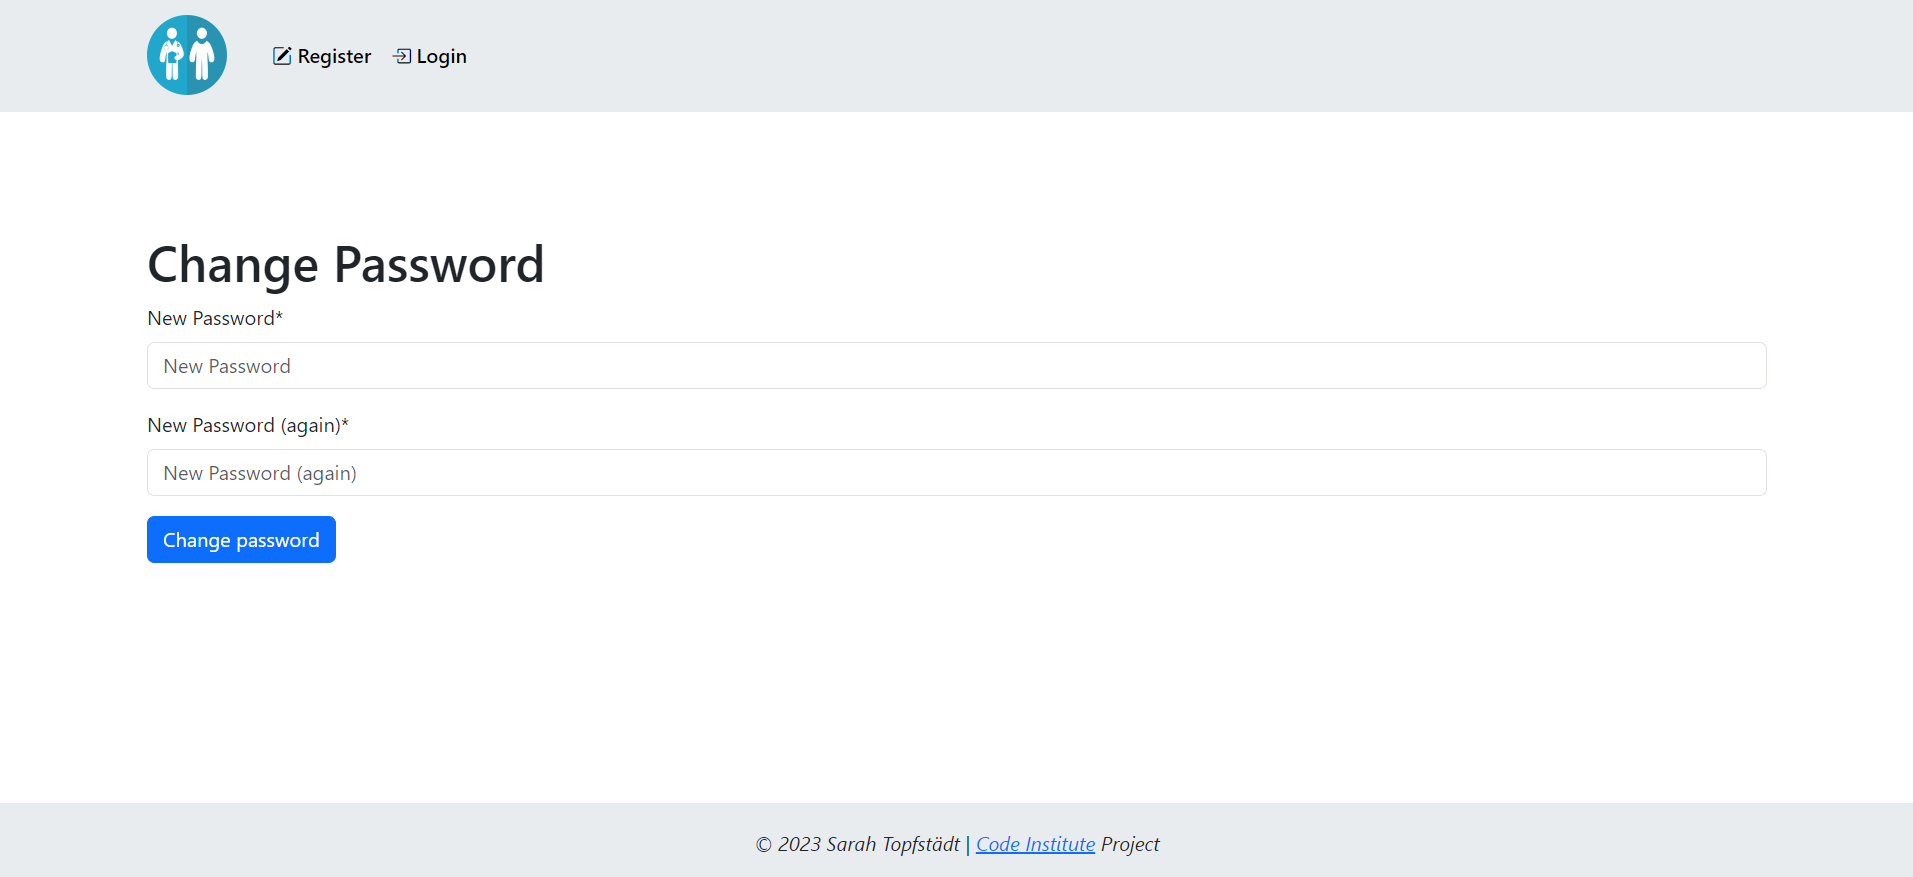 Register Login
Change Password
New Password*
New Password
New Password (again)*
New Password (again)
Change password
© 2023 Sarah Topfstädt | Code Institute Project